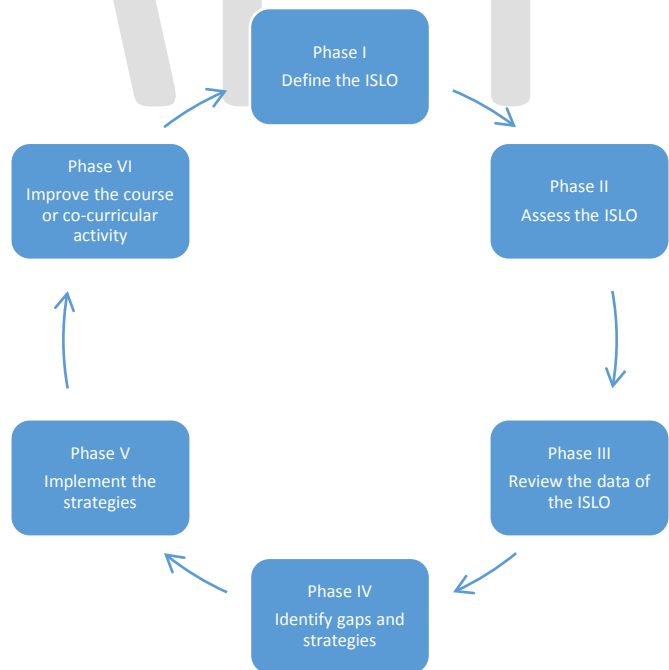 Phase I
Define the ISLO
Phase II
Assess the ISLO
Phase III
Review the data of
the ISLO
Phase IV
Identify gaps and
strategies
Phase V
Implement the
strategies
Phase VI
Improve the course
or co-curricular
activity